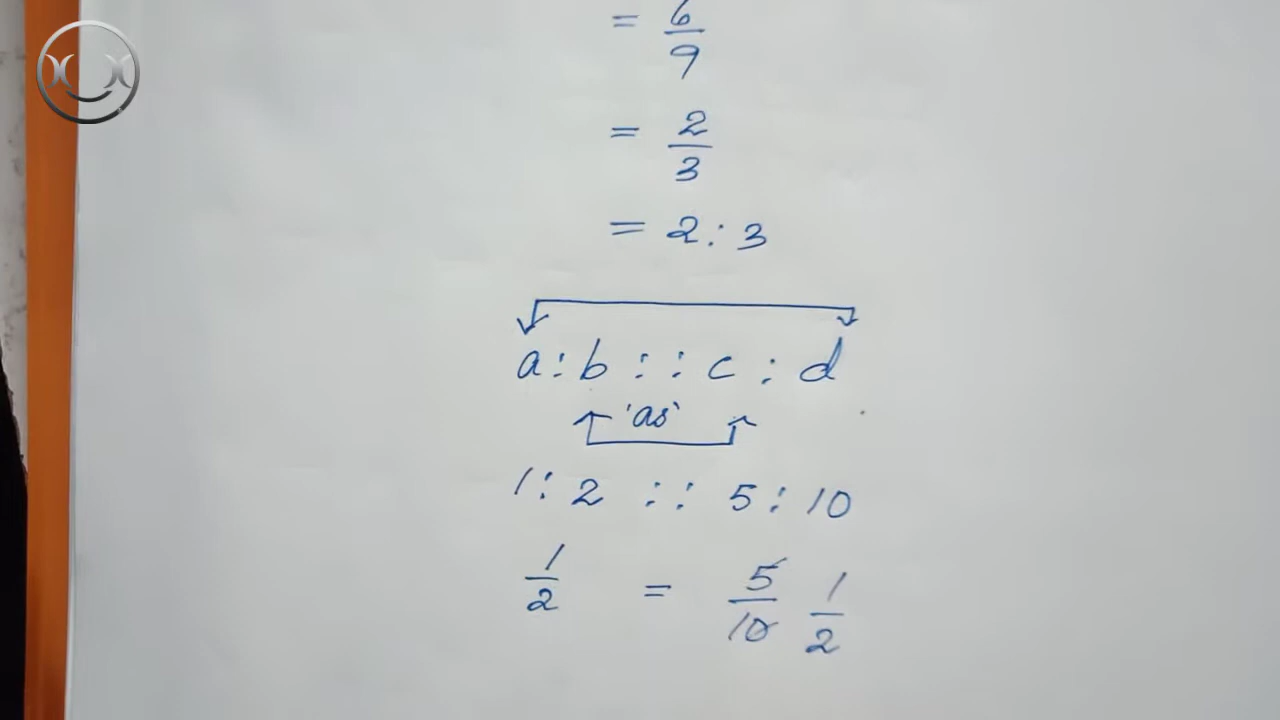 = 6/9
= 2/3
= 2 : 3
a : b : : c : d
'as'
1 : 2 : : 5 : 10
1/2 = 5/10 1/2